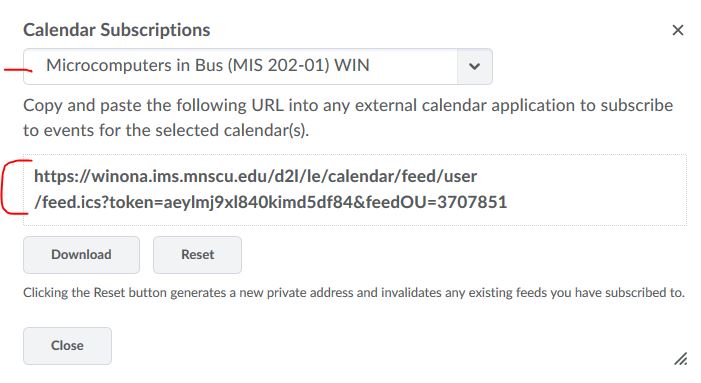 Calendar Subscriptions
Microcomputers in Bus (MIS 202-01) WIN
Copy and paste the following URL into any external calendar application to subscribe
to events for the selected calendar(s).
https://winona.ims.mnscu.edu/d2l/le/calendar/feed/user
/feed.ics?token=aeylmj9xl840kimd5df84&feedOU=3707851
Download Reset
Clicking the Reset button generates a new private address and invalidates any existing feeds you have subscribed to.
Close